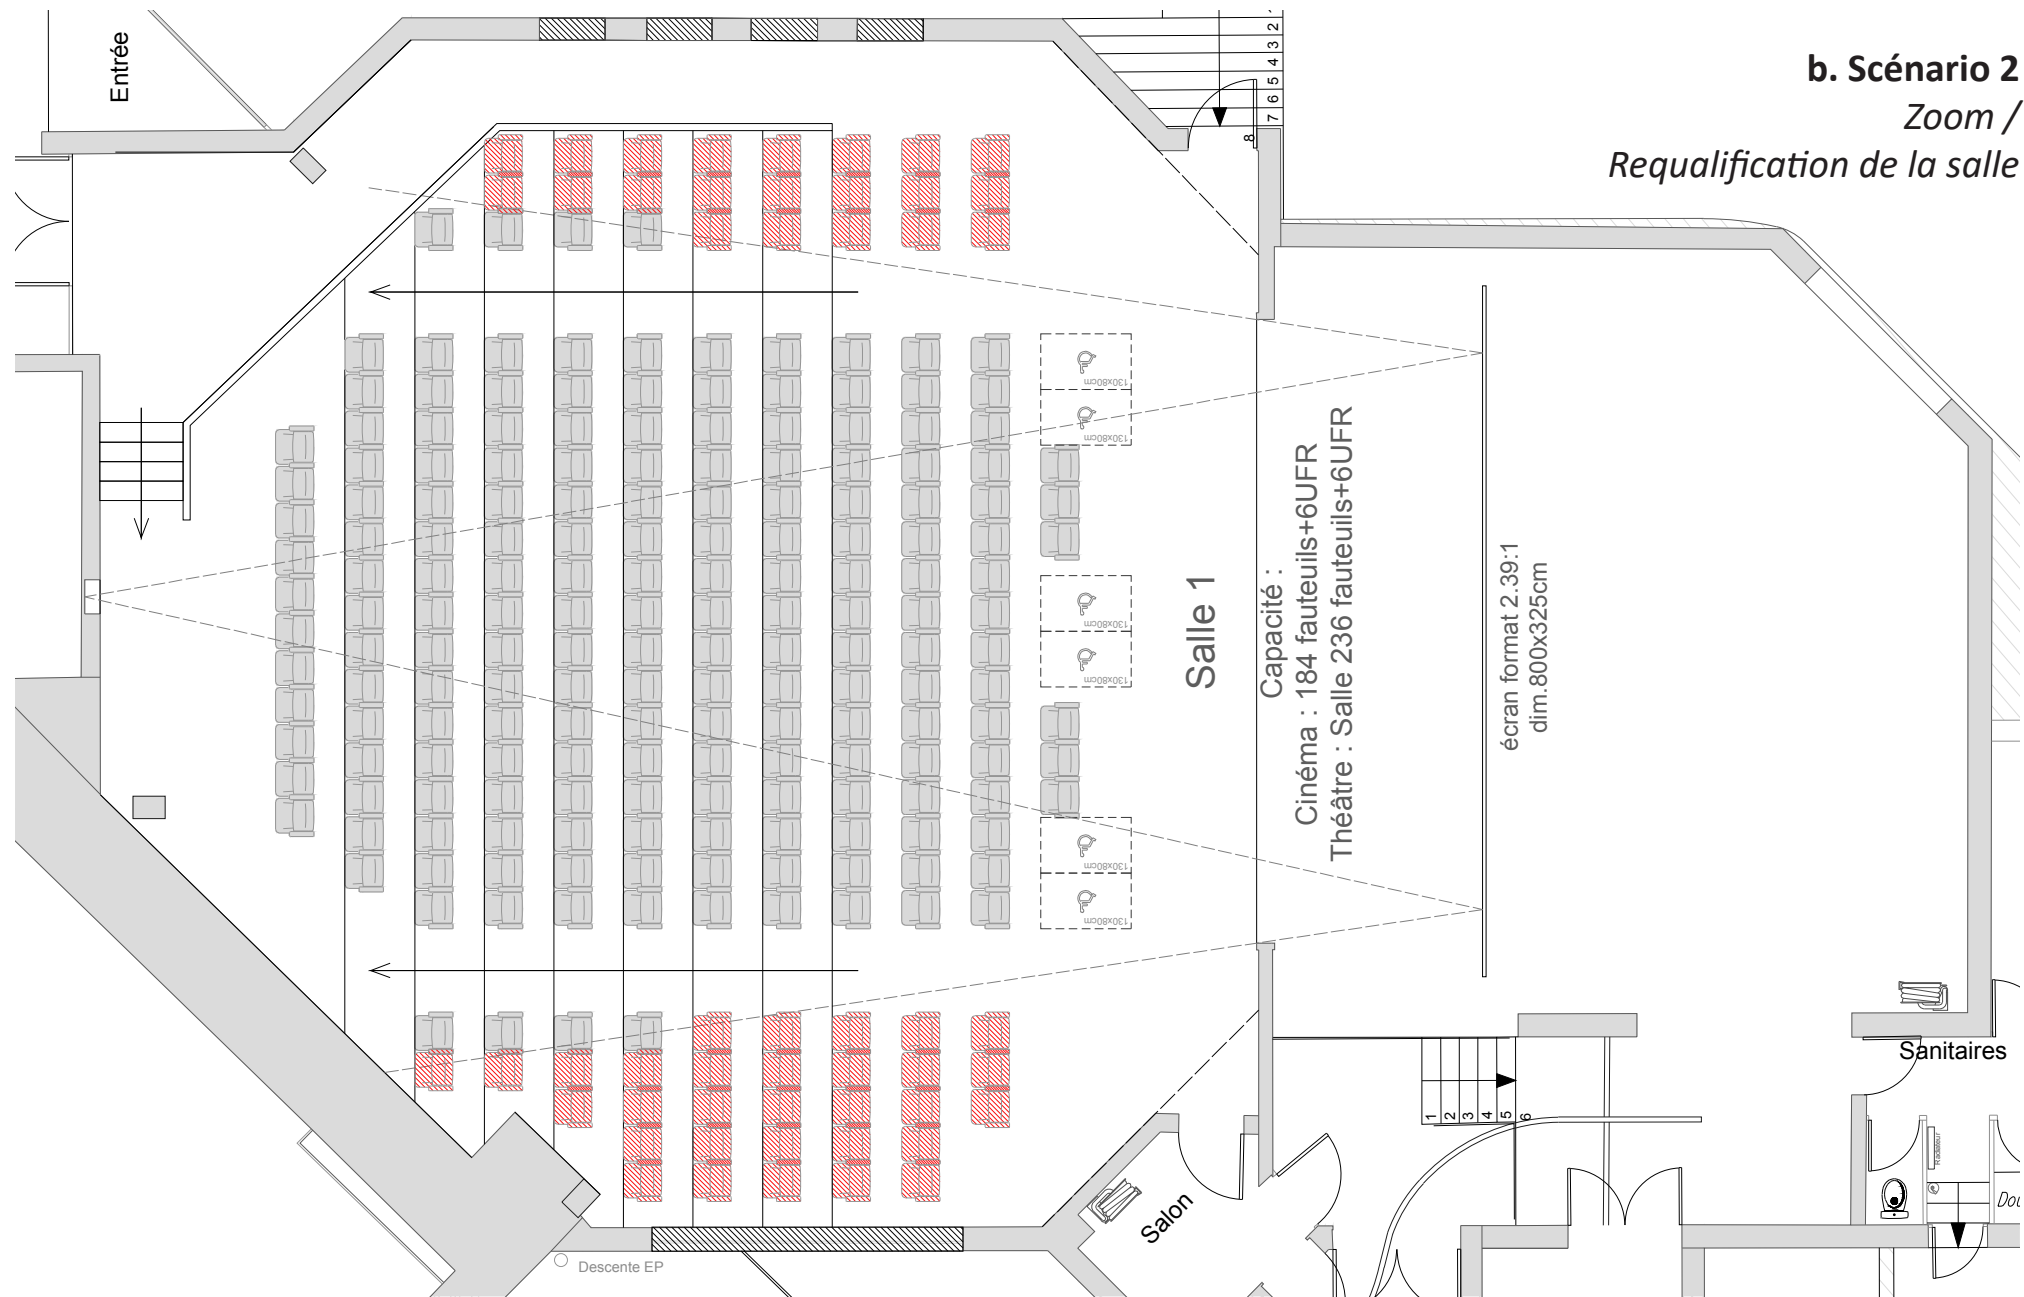 b. Scénario 2
Zoom /
Requalification de la salle
Entrée
2
3
4
5
6
7
8
130x80cm
130x80cm
130x80cm
130x80cm
130x80cm
130x80cm
Salle 1
Capacité :
Cinéma : 184 fauteuils+6UFR
Théâtre : Salle 236 fauteuils+6UFR
écran format 2.39:1
dim.800x325cm
Sanitaires
1
2
3
4
5
6
Radiateur
Salon
Descente EP